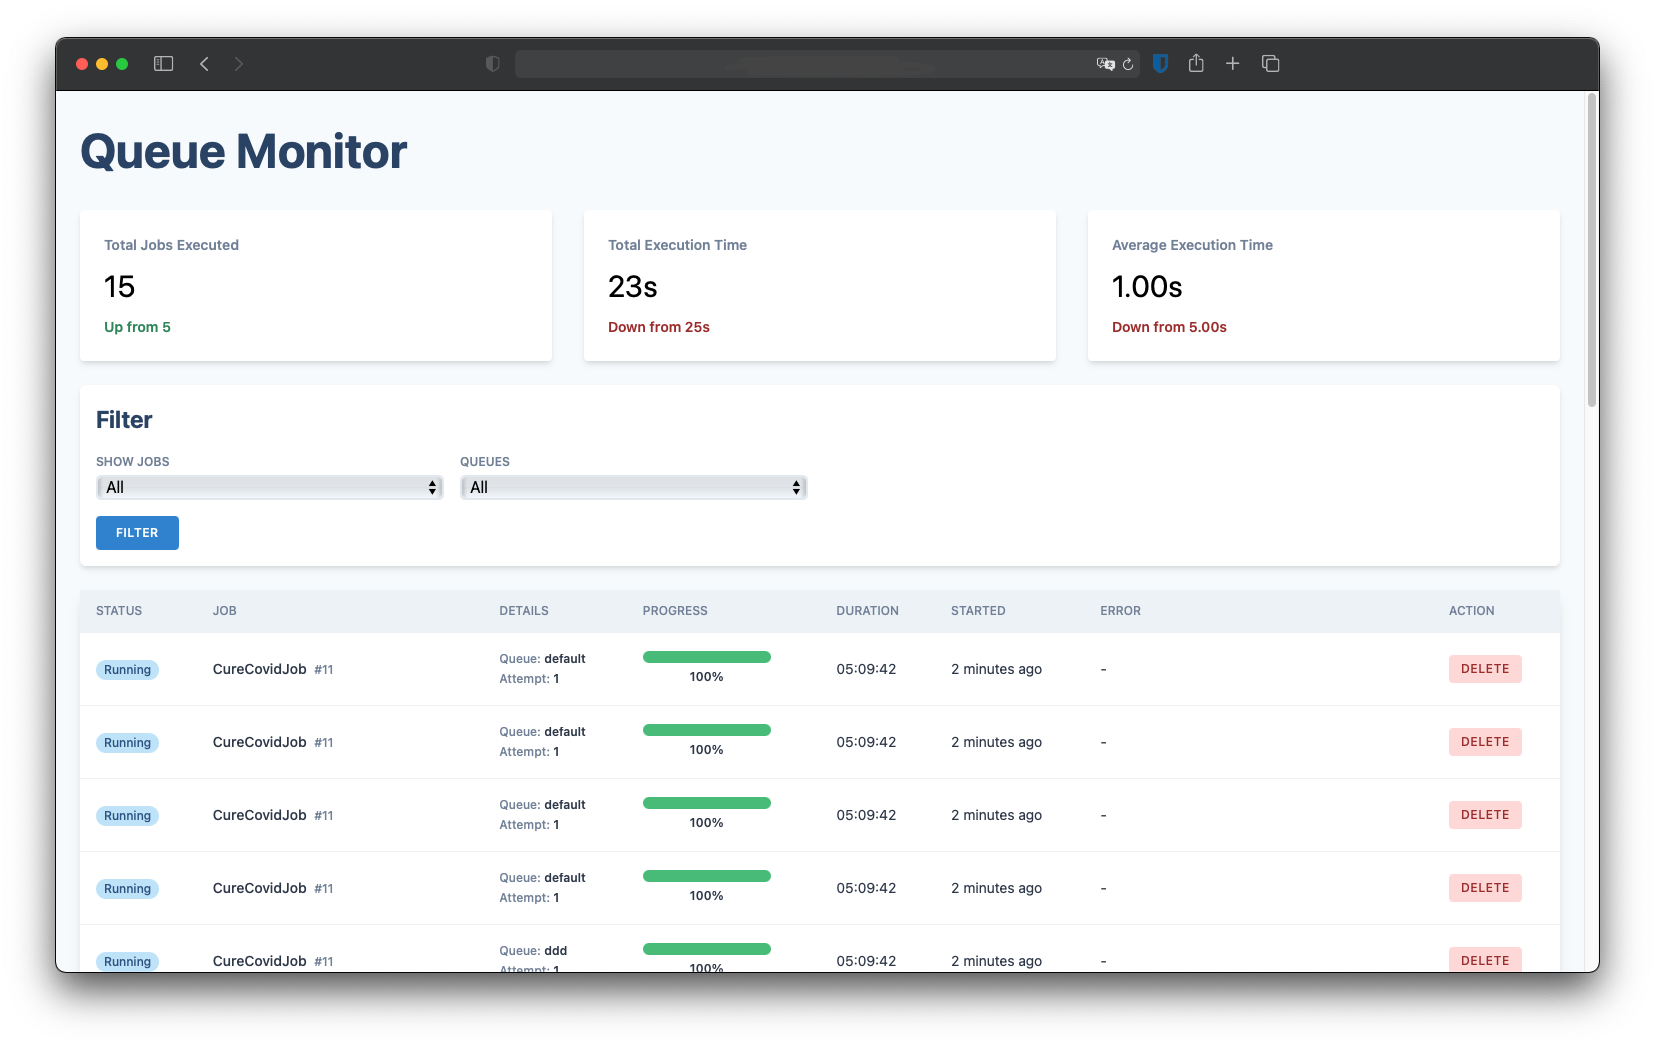 Queue Monitor
Total Jobs Executed
15
Up from 5
Total Execution Time
23s
Down from 25s
Average Execution Time
1.00s
Down from 5.00s
Filter
SHOW JOBS
All
QUEUES
All
FILTER
STATUS JOB DETAILS PROGRESS DURATION STARTED ERROR ACTION
Running CureCovidJob #11 Queue: default 100% 05:09:42 2 minutes ago - DELETE
Attempt: 1
Running CureCovidJob #11 Queue: default 100% 05:09:42 2 minutes ago - DELETE
Attempt: 1
Running CureCovidJob #11 Queue: default 100% 05:09:42 2 minutes ago - DELETE
Attempt: 1
Running CureCovidJob #11 Queue: default 100% 05:09:42 2 minutes ago - DELETE
Attempt: 1
Running CureCovidJob #11 Queue: ddd 100% 05:09:42 2 minutes ago - DELETE
Attempt: 1